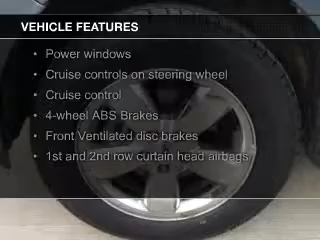 VEHICLE FEATURES
• Power windows
• Cruise controls on steering wheel
• Cruise control
• 4-wheel ABS Brakes
• Front Ventilated disc brakes
• 1st and 2nd row curtain head airbags